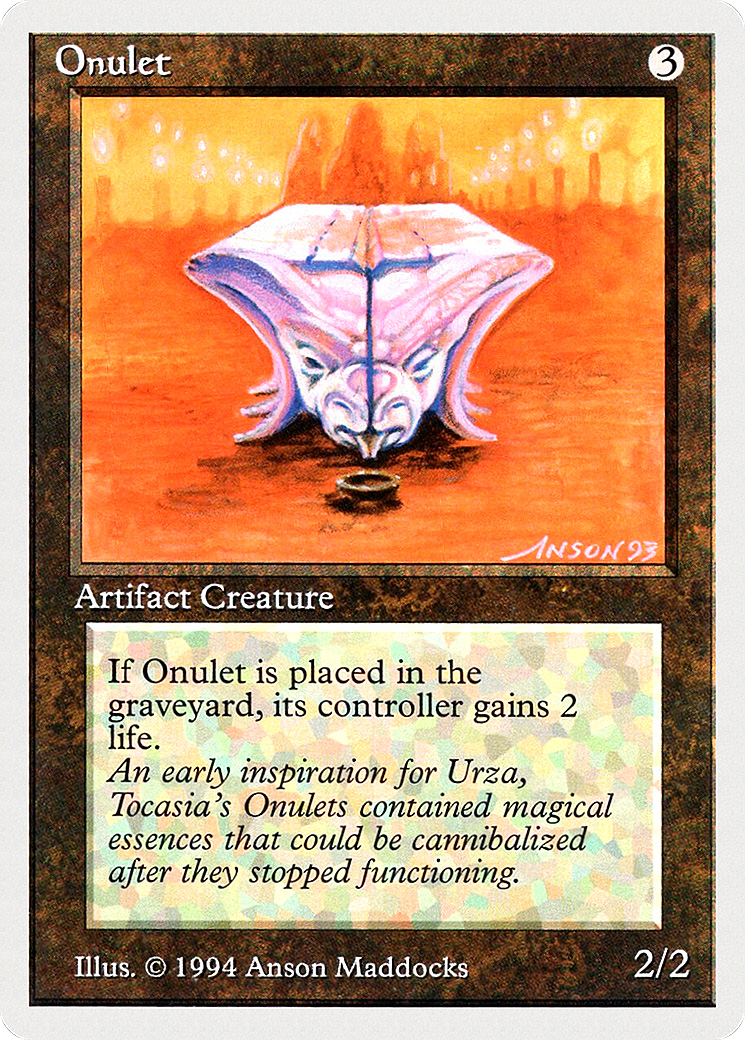 Onulet 3
ANSON 93
Artifact Creature
If Onulet is placed in the
graveyard, its controller gains 2
life.
An early inspiration for Urza,
Tocasia's Onulets contained magical
essences that could be cannibalized
after they stopped functioning.
Illus. © 1994 Anson Maddocks 2/2